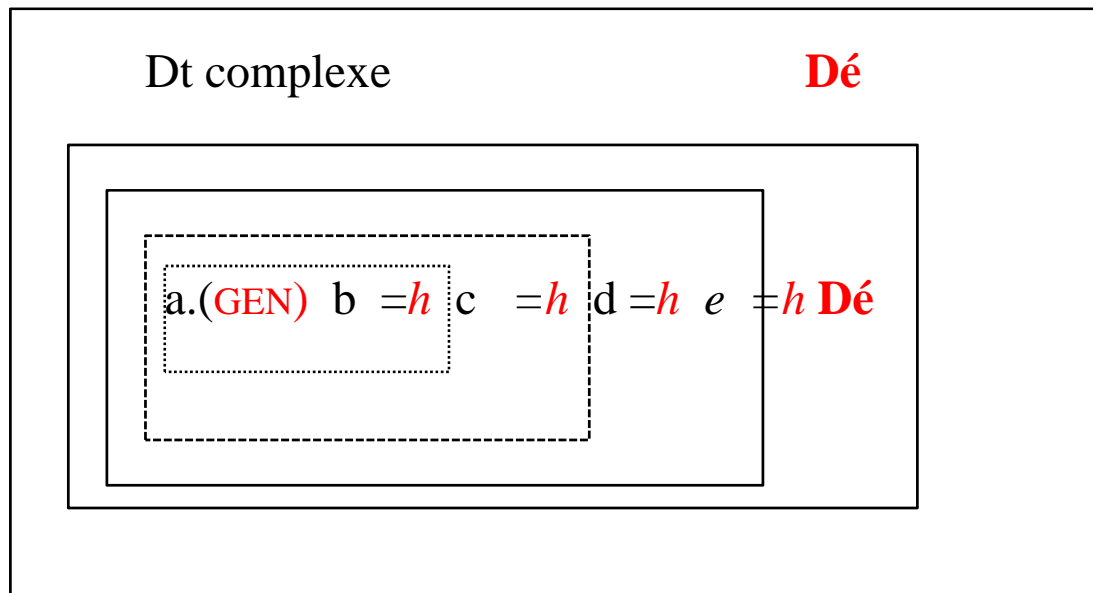 Dt complexe Dé
a.(GEN) b =h c =h d =h e =h Dé